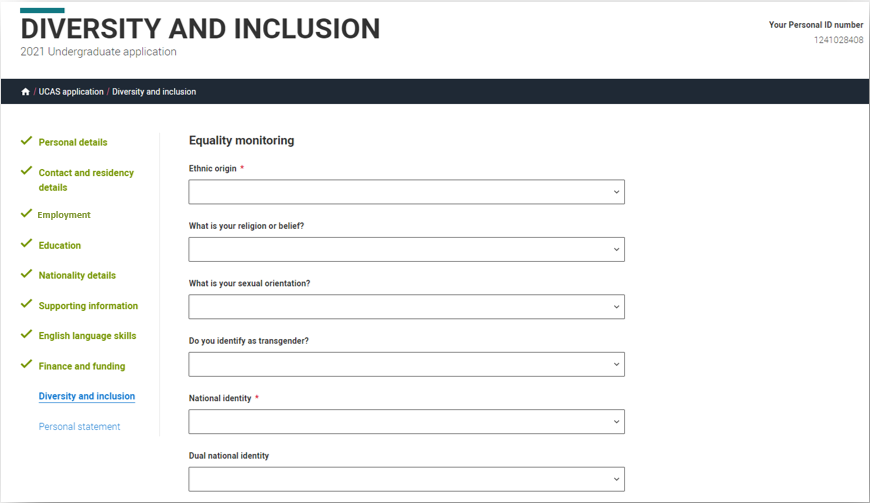 DIVERSITY AND INCLUSION
2021 Undergraduate application
Your Personal ID number
1241028408
/ UCAS application / Diversity and inclusion
Personal details
Contact and residency
details
Employment
Education
Nationality details
Supporting information
English language skills
Finance and funding
Diversity and inclusion
Personal statement
Equality monitoring
Ethnic origin *
What is your religion or belief?
What is your sexual orientation?
Do you identify as transgender?
National identity *
Dual national identity